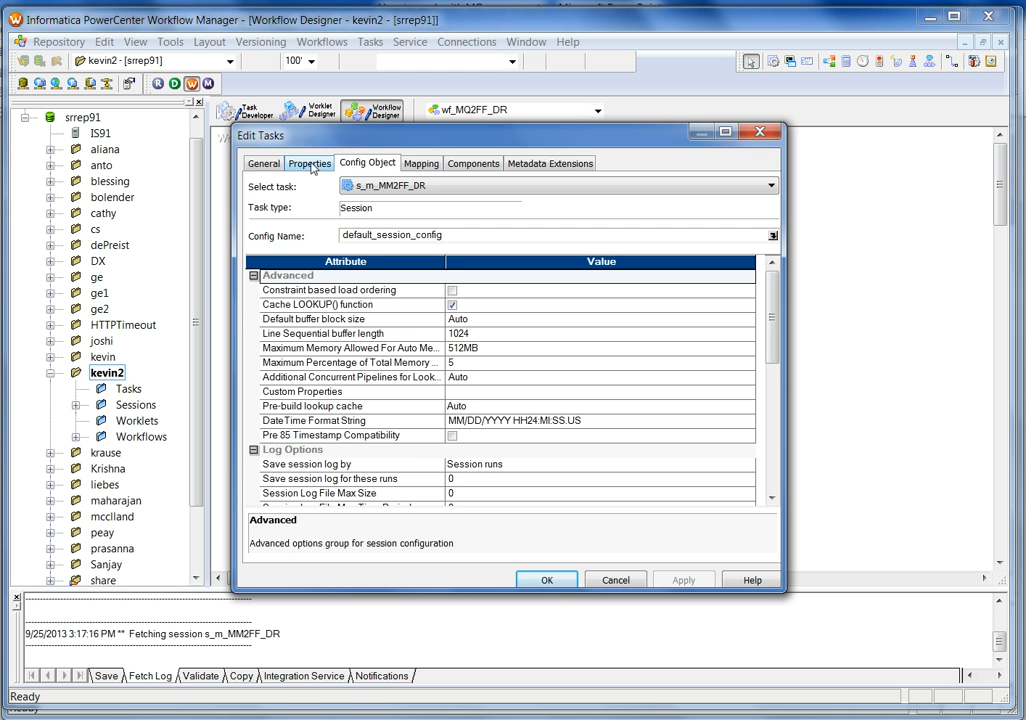 Informatica PowerCenter Workflow Manager - [Workflow Designer - kevin2 - [srrep91]]
Repository Edit View Tools Layout Versioning Workflows Tasks Service Connections Window Help
kevin2 - [srrep91] 100'
R D W M
Task Developer Worklet Designer Workflow Designer wf_MQ2FF_DR
srrep91
IS91
aliana
anto
blessing
bolender
cathy
cs
dePreist
DX
ge
ge1
ge2
HTTPTimeout
joshi
kevin
kevin2
Tasks
Sessions
Worklets
Workflows
krause
Krishna
liebes
maharajan
mcclland
peay
prasanna
Sanjay
share
Edit Tasks
General Properties Config Object Mapping Components Metadata Extensions
Select task: s_m_MM2FF_DR
Task type: Session
Config Name: default_session_config
Attribute Value
Advanced
Constraint based load ordering
Cache LOOKUP() function
Default buffer block size Auto
Line Sequential buffer length 1024
Maximum Memory Allowed For Auto Me... 512MB
Maximum Percentage of Total Memory ... 5
Additional Concurrent Pipelines for Look... Auto
Custom Properties
Pre-build lookup cache Auto
DateTime Format String MM/DD/YYYY HH24:MI:SS.US
Pre 85 Timestamp Compatibility
Log Options
Save session log by Session runs
Save session log for these runs 0
Session Log File Max Size 0
Advanced
Advanced options group for session configuration
OK Cancel Apply Help
9/25/2013 3:17:16 PM ** Fetching session s_m_MM2FF_DR
Save Fetch Log Validate Copy Integration Service Notifications
Ready